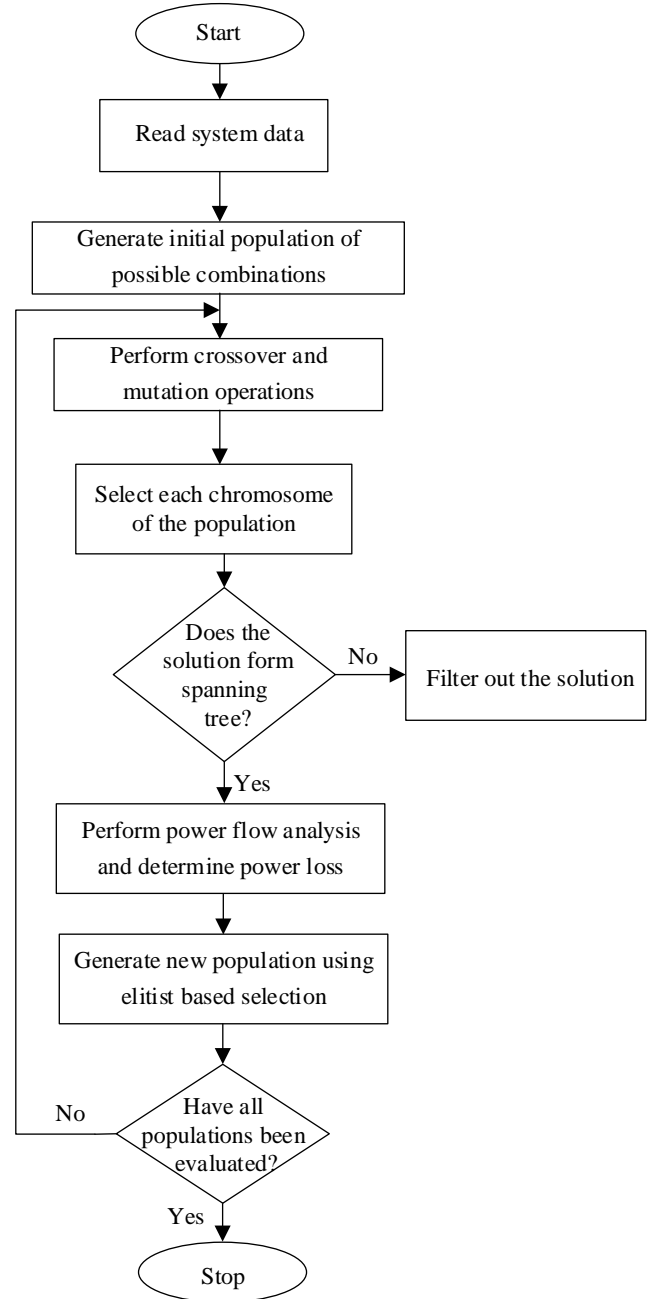 Start
Read system data
Generate initial population of
possible combinations
Perform crossover and
mutation operations
Select each chromosome
of the population
Does the
solution form
spanning
tree?
No
Filter out the solution
Yes
Perform power flow analysis
and determine power loss
Generate new population using
elitist based selection
No
Have all
populations been
evaluated?
Yes
Stop